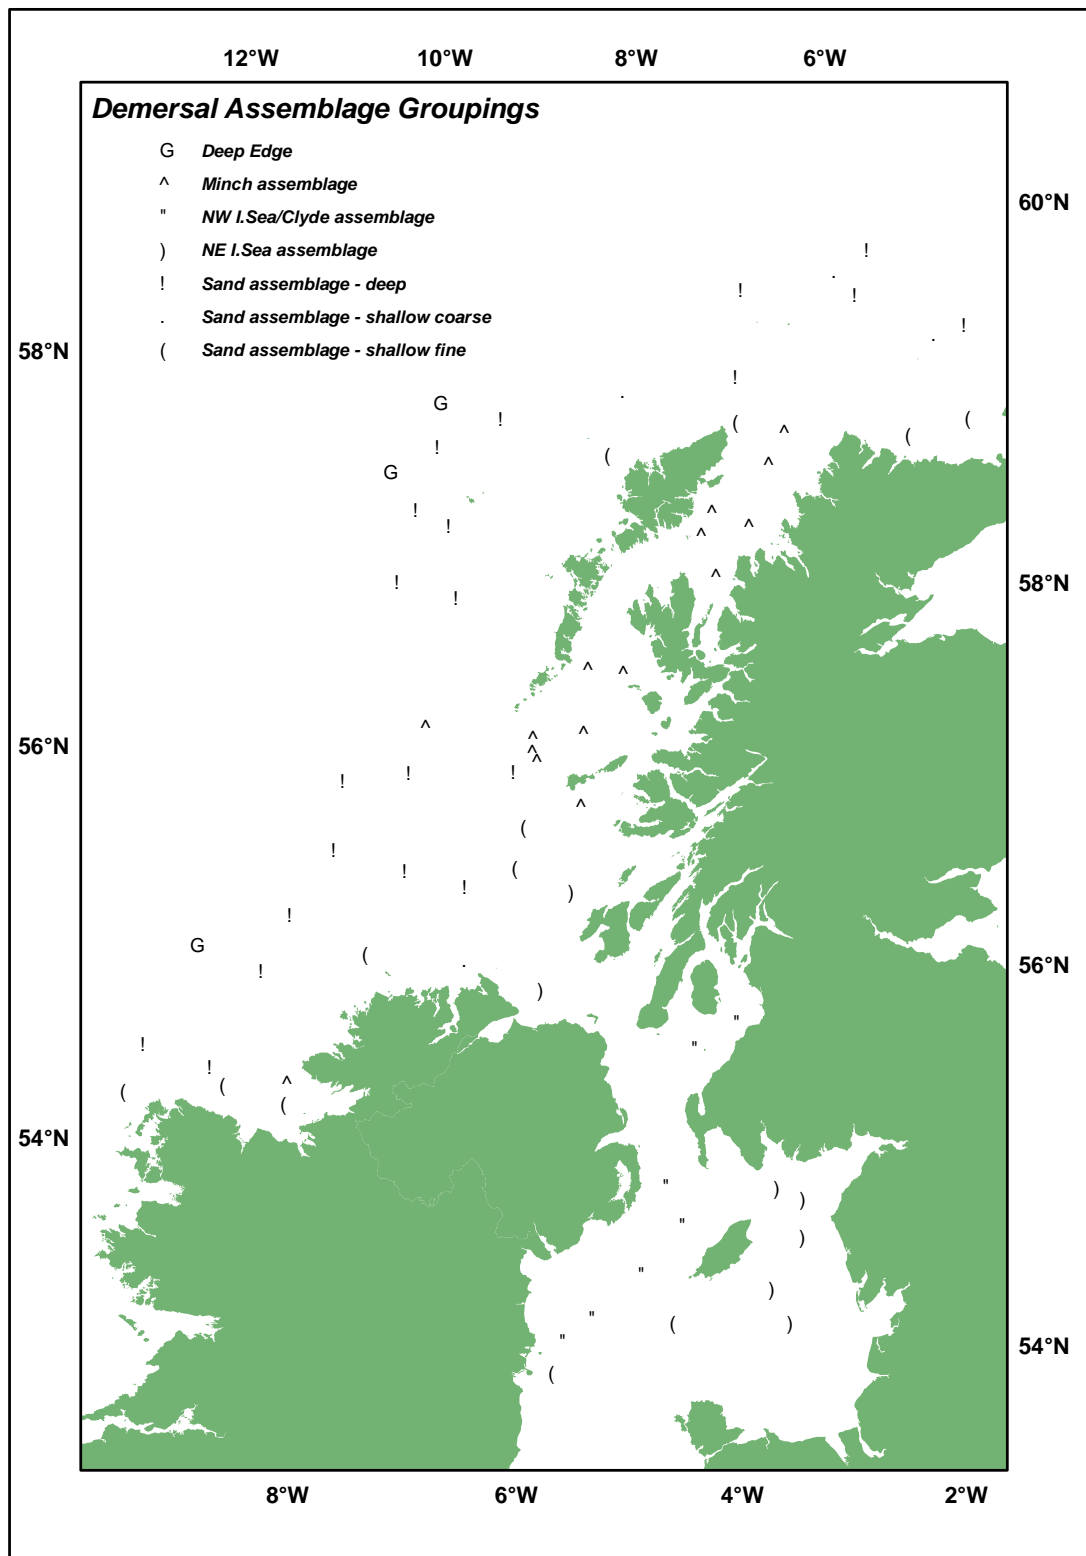 12°W 10°W 8°W 6°W
Demersal Assemblage Groupings
G Deep Edge
^ Minch assemblage
" NW I.Sea/Clyde assemblage
) NE I.Sea assemblage
! Sand assemblage - deep
. Sand assemblage - shallow coarse
( Sand assemblage - shallow fine
60°N
58°N
58°N
56°N
56°N
54°N
54°N
8°W 6°W 4°W 2°W